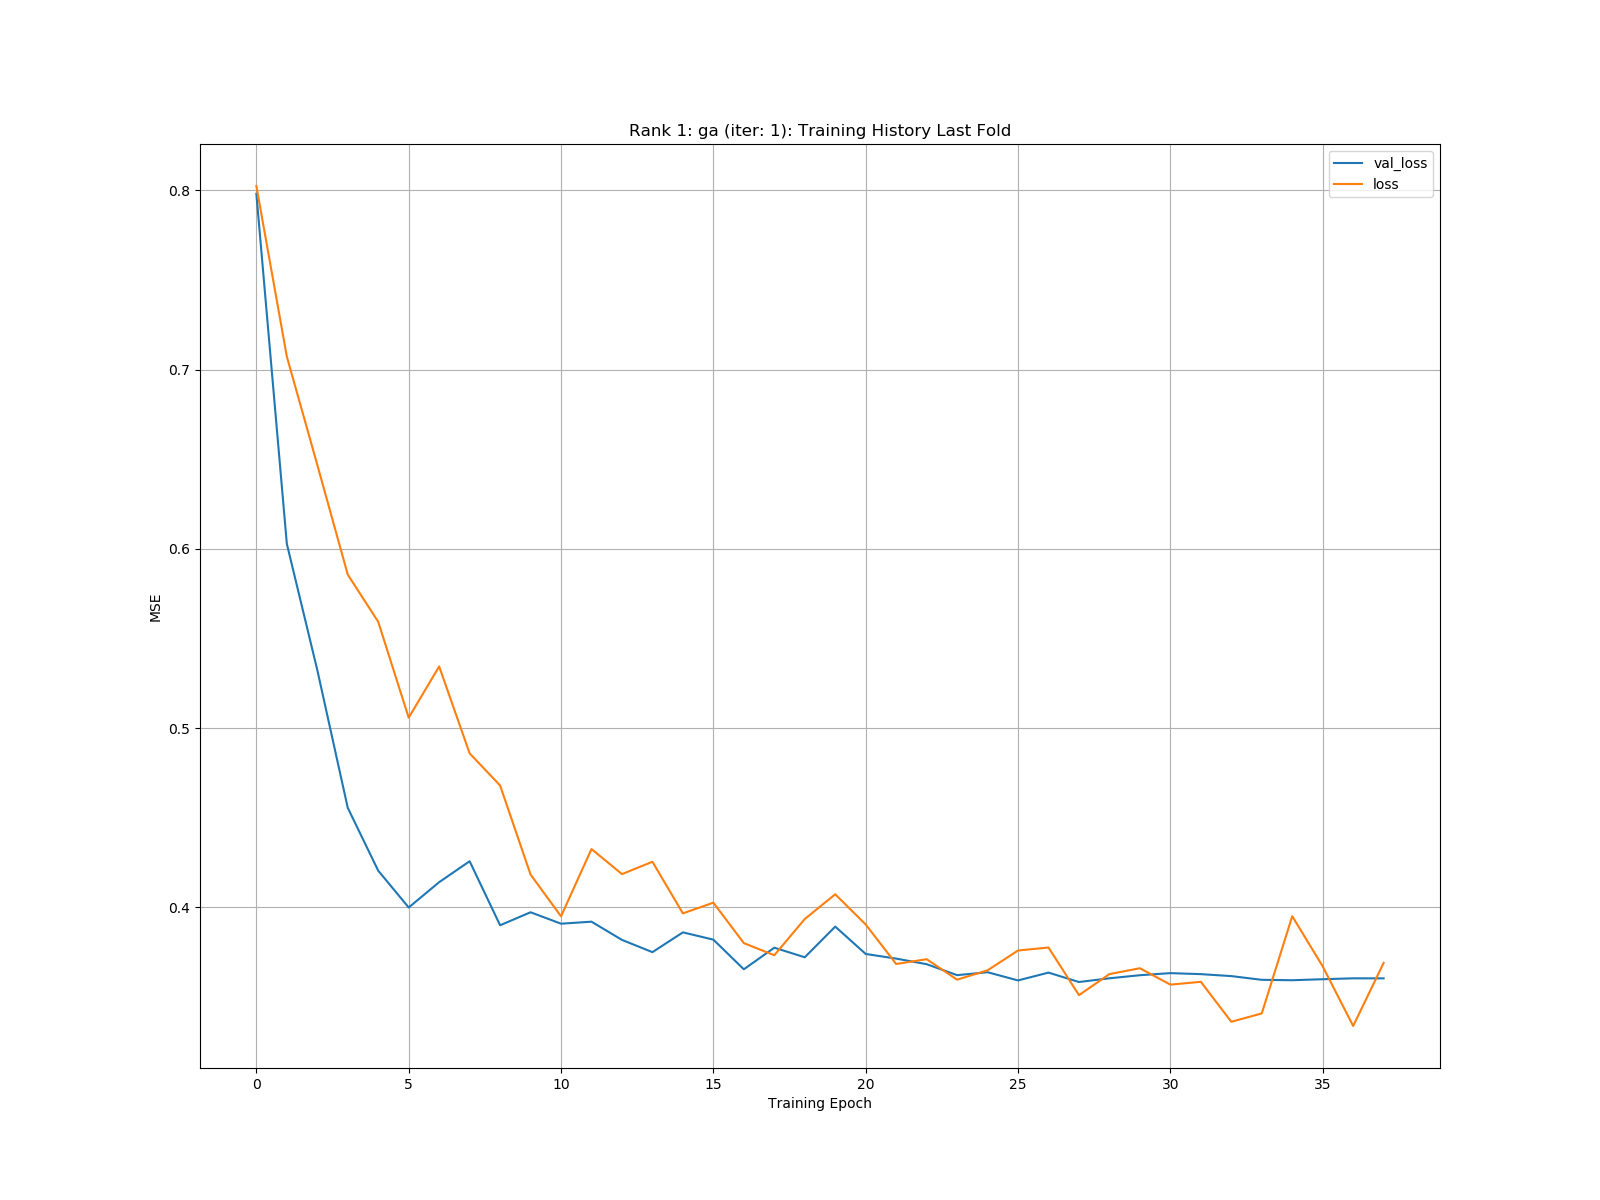 Rank 1: ga (iter: 1): Training History Last Fold
val_loss
loss
0.8
0.7
0.6
0.5
0.4
MSE
0 5 10 15 20 25 30 35
Training Epoch